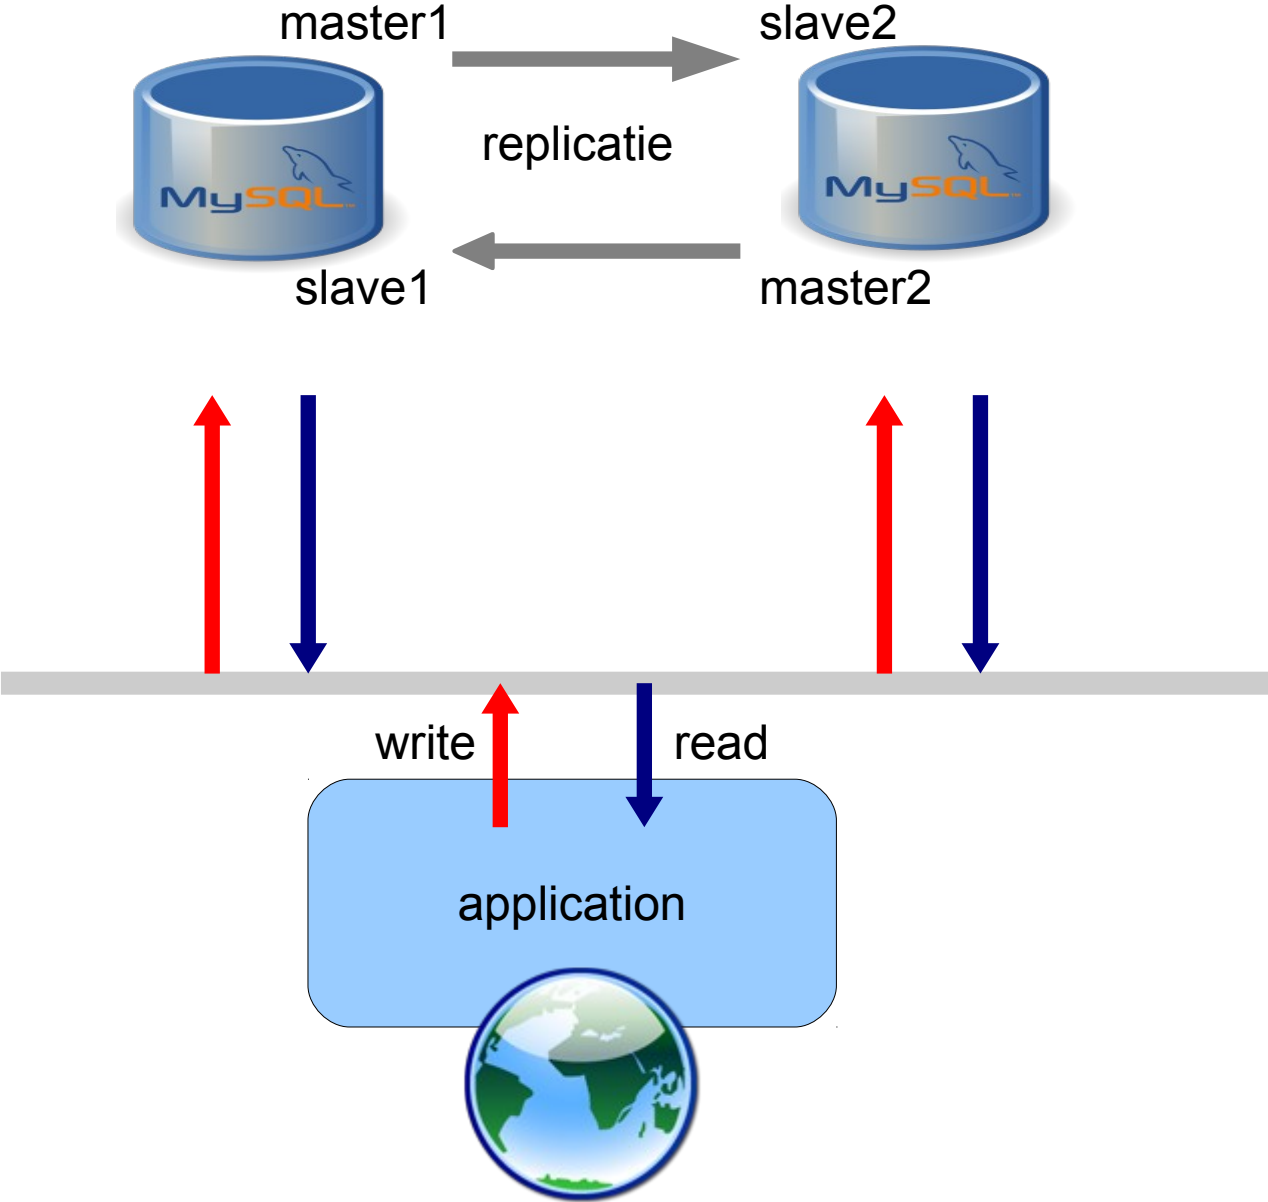 master1
slave2
replicatie
MySQL
MySQL
slave1
master2
write
read
application